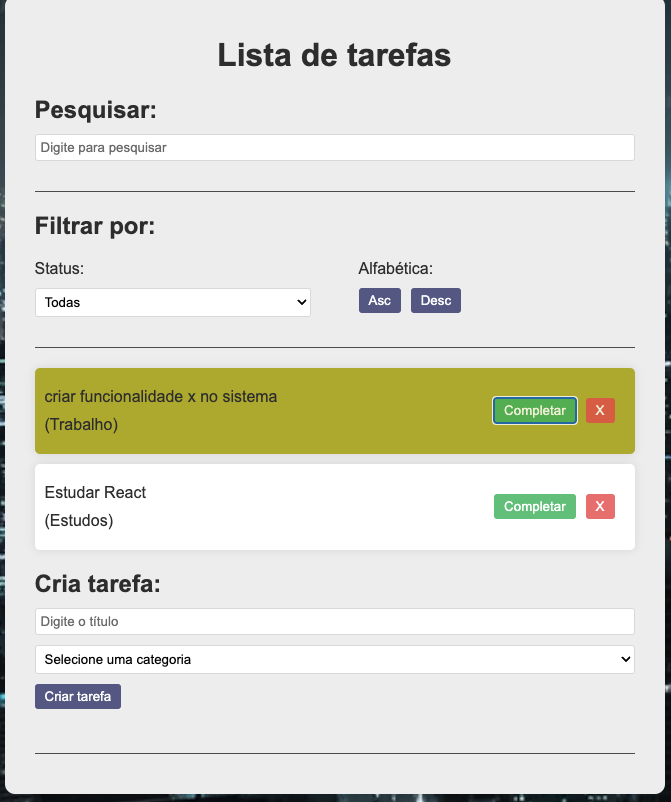 Lista de tarefas
Pesquisar:
Digite para pesquisar
Filtrar por:
Status:
Alfabética:
Todas
Asc
Desc
criar funcionalidade x no sistema
(Trabalho)
Completar
X
Estudar React
(Estudos)
Completar
X
Cria tarefa:
Digite o título
Selecione uma categoria
Criar tarefa